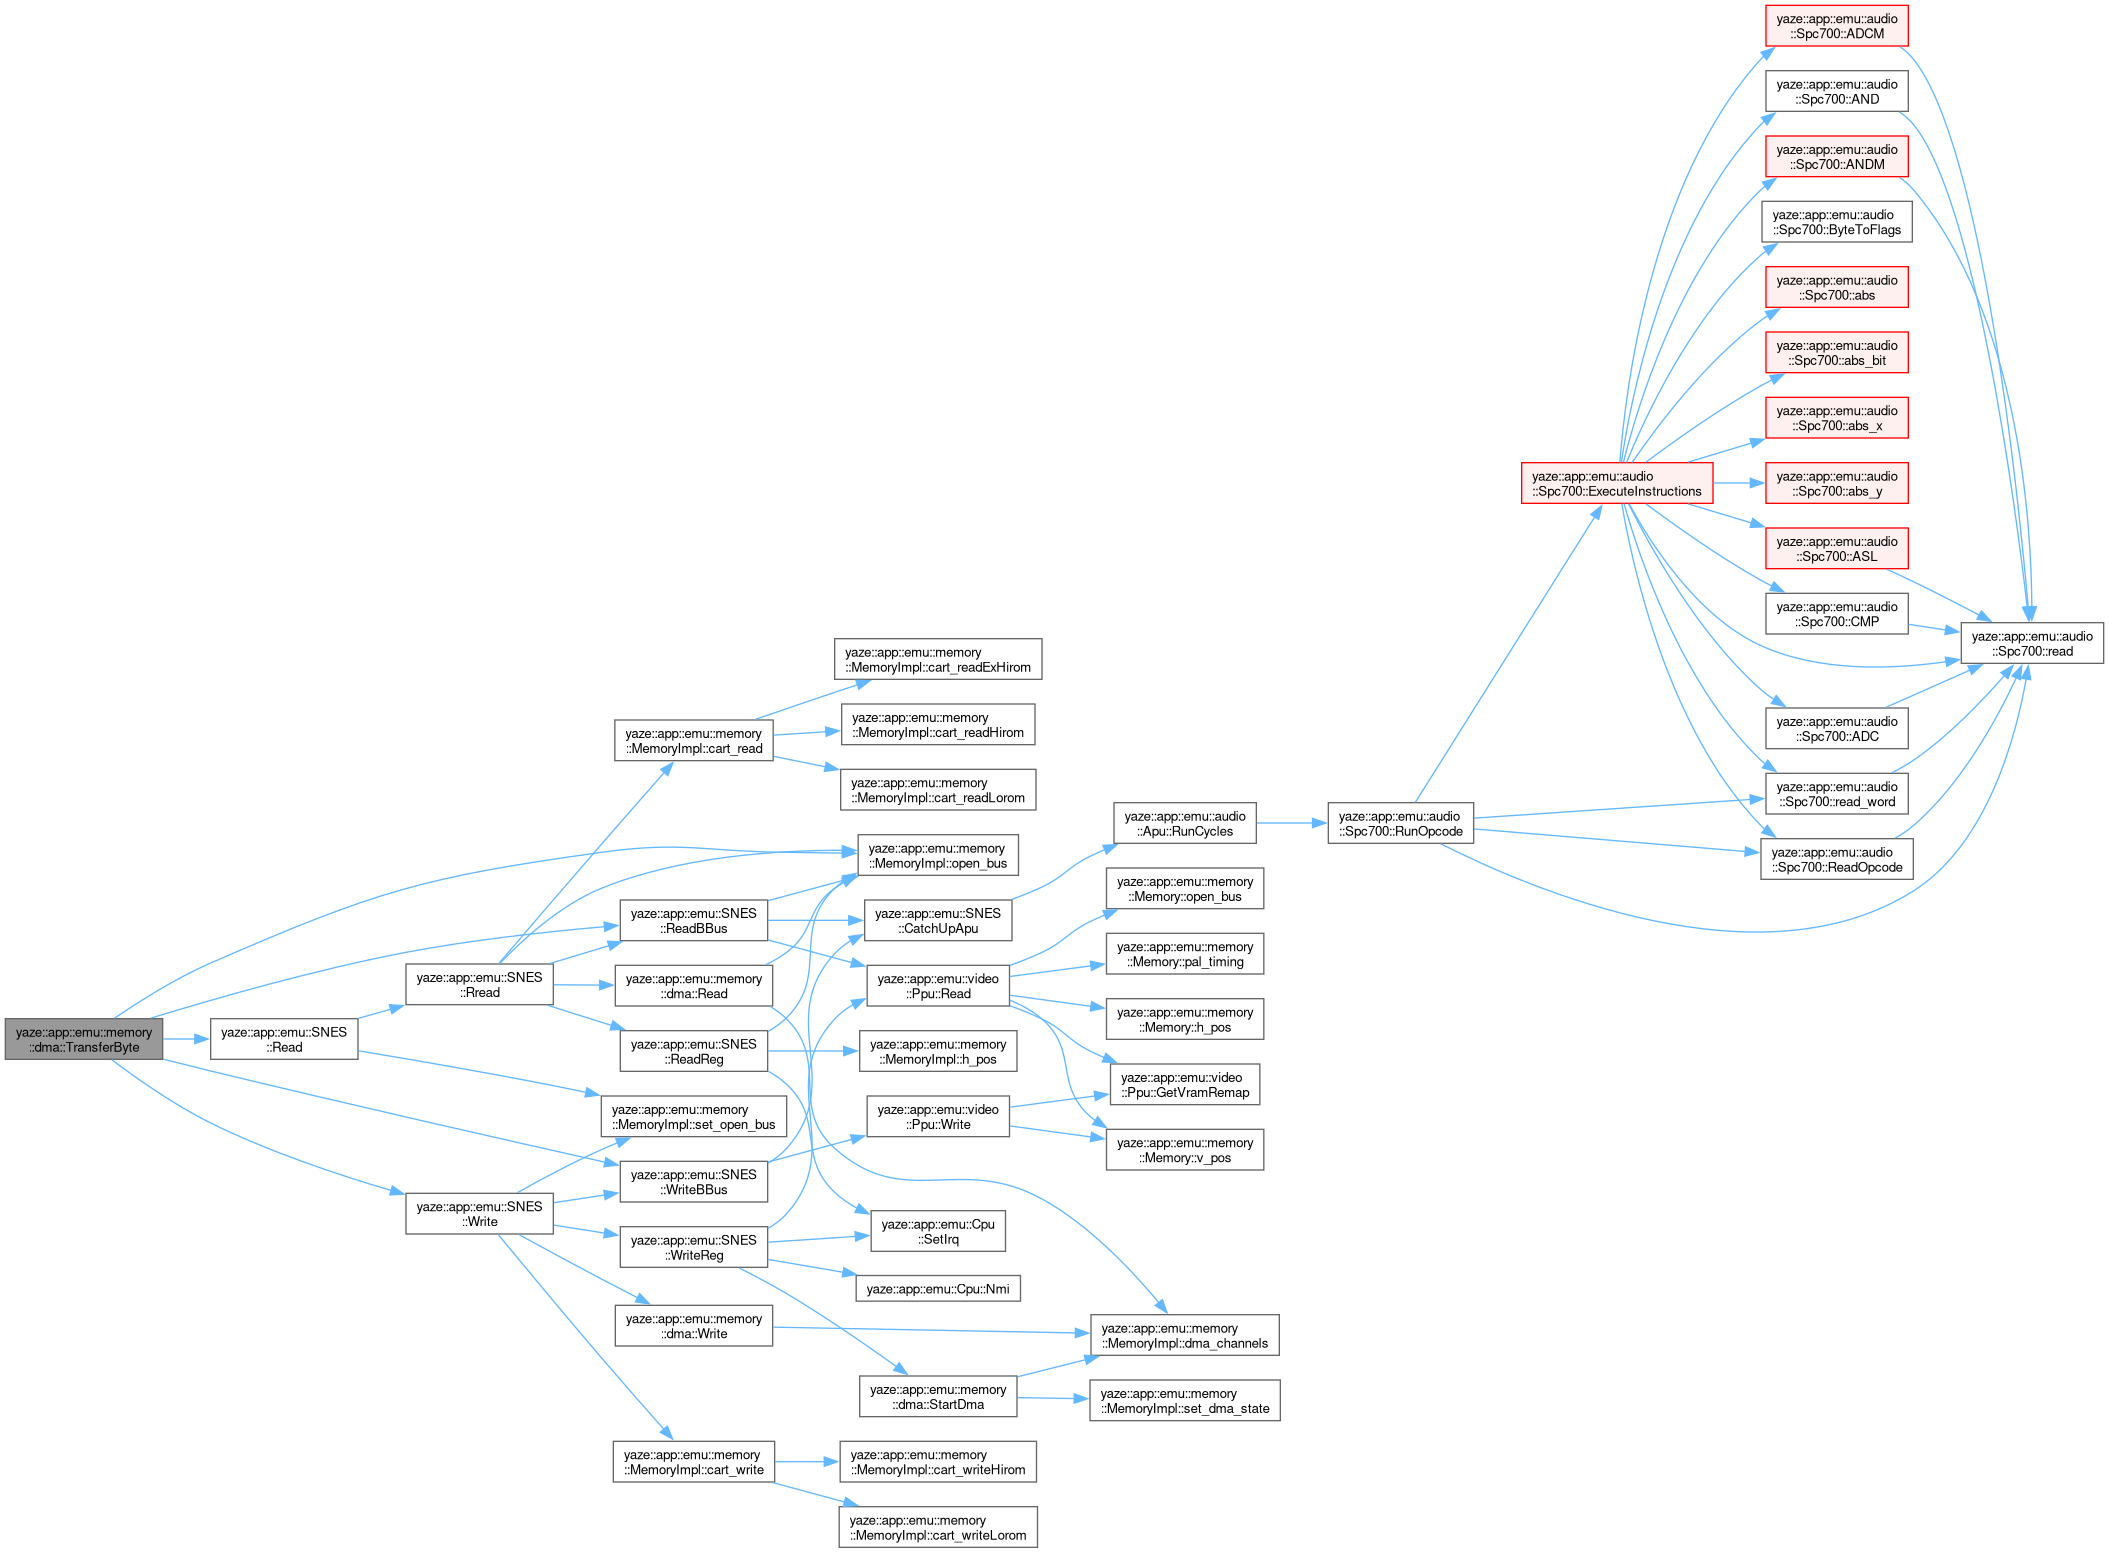 yaze::app::emu::memory
::dma::TransferByte
yaze::app::emu::SNES
::Read
yaze::app::emu::SNES
::Rread
yaze::app::emu::SNES
::Write
yaze::app::emu::memory
::MemoryImpl::cart_read
yaze::app::emu::SNES
::ReadBBus
yaze::app::emu::memory
::dma::Read
yaze::app::emu::SNES
::ReadReg
yaze::app::emu::memory
::MemoryImpl::set_open_bus
yaze::app::emu::SNES
::WriteBBus
yaze::app::emu::SNES
::WriteReg
yaze::app::emu::memory
::dma::Write
yaze::app::emu::memory
::MemoryImpl::cart_write
yaze::app::emu::memory
::MemoryImpl::cart_readExHirom
yaze::app::emu::memory
::MemoryImpl::cart_readHirom
yaze::app::emu::memory
::MemoryImpl::cart_readLorom
yaze::app::emu::memory
::MemoryImpl::open_bus
yaze::app::emu::SNES
::CatchUpApu
yaze::app::emu::video
::Ppu::Read
yaze::app::emu::memory
::MemoryImpl::h_pos
yaze::app::emu::video
::Ppu::Write
yaze::app::emu::Cpu
::SetIrq
yaze::app::emu::Cpu::Nmi
yaze::app::emu::memory
::dma::StartDma
yaze::app::emu::memory
::MemoryImpl::cart_writeHirom
yaze::app::emu::memory
::MemoryImpl::cart_writeLorom
yaze::app::emu::audio
::Apu::RunCycles
yaze::app::emu::memory
::Memory::open_bus
yaze::app::emu::memory
::Memory::pal_timing
yaze::app::emu::memory
::Memory::h_pos
yaze::app::emu::video
::Ppu::GetVramRemap
yaze::app::emu::memory
::Memory::v_pos
yaze::app::emu::memory
::MemoryImpl::dma_channels
yaze::app::emu::memory
::MemoryImpl::set_dma_state
yaze::app::emu::audio
::Spc700::RunOpcode
yaze::app::emu::audio
::Spc700::ExecuteInstructions
yaze::app::emu::audio
::Spc700::ADCM
yaze::app::emu::audio
::Spc700::AND
yaze::app::emu::audio
::Spc700::ANDM
yaze::app::emu::audio
::Spc700::ByteToFlags
yaze::app::emu::audio
::Spc700::abs
yaze::app::emu::audio
::Spc700::abs_bit
yaze::app::emu::audio
::Spc700::abs_x
yaze::app::emu::audio
::Spc700::abs_y
yaze::app::emu::audio
::Spc700::ASL
yaze::app::emu::audio
::Spc700::CMP
yaze::app::emu::audio
::Spc700::ADC
yaze::app::emu::audio
::Spc700::read_word
yaze::app::emu::audio
::Spc700::ReadOpcode
yaze::app::emu::audio
::Spc700::read